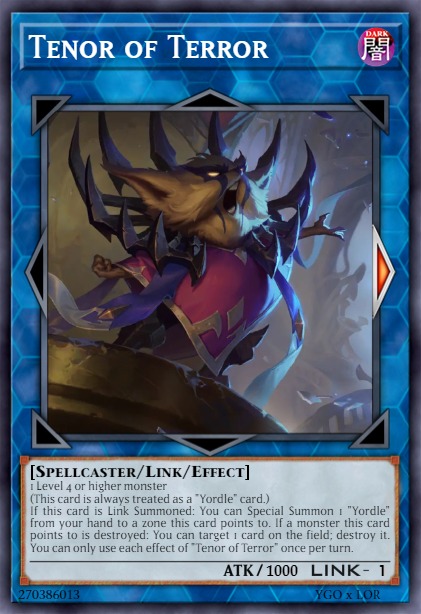 TENOR OF TERROR
DARK
闇
[SPELLCASTER/LINK/EFFECT]
1 Level 4 or higher monster
(This card is always treated as a "Yordle" card.)
If this card is Link Summoned: You can Special Summon 1 "Yordle"
from your hand to a zone this card points to. If a monster this card
points to is destroyed: You can target 1 card on the field; destroy it.
You can only use each effect of "Tenor of Terror" once per turn.
ATK/1000 LINK-1
270386013 YGO x LOR